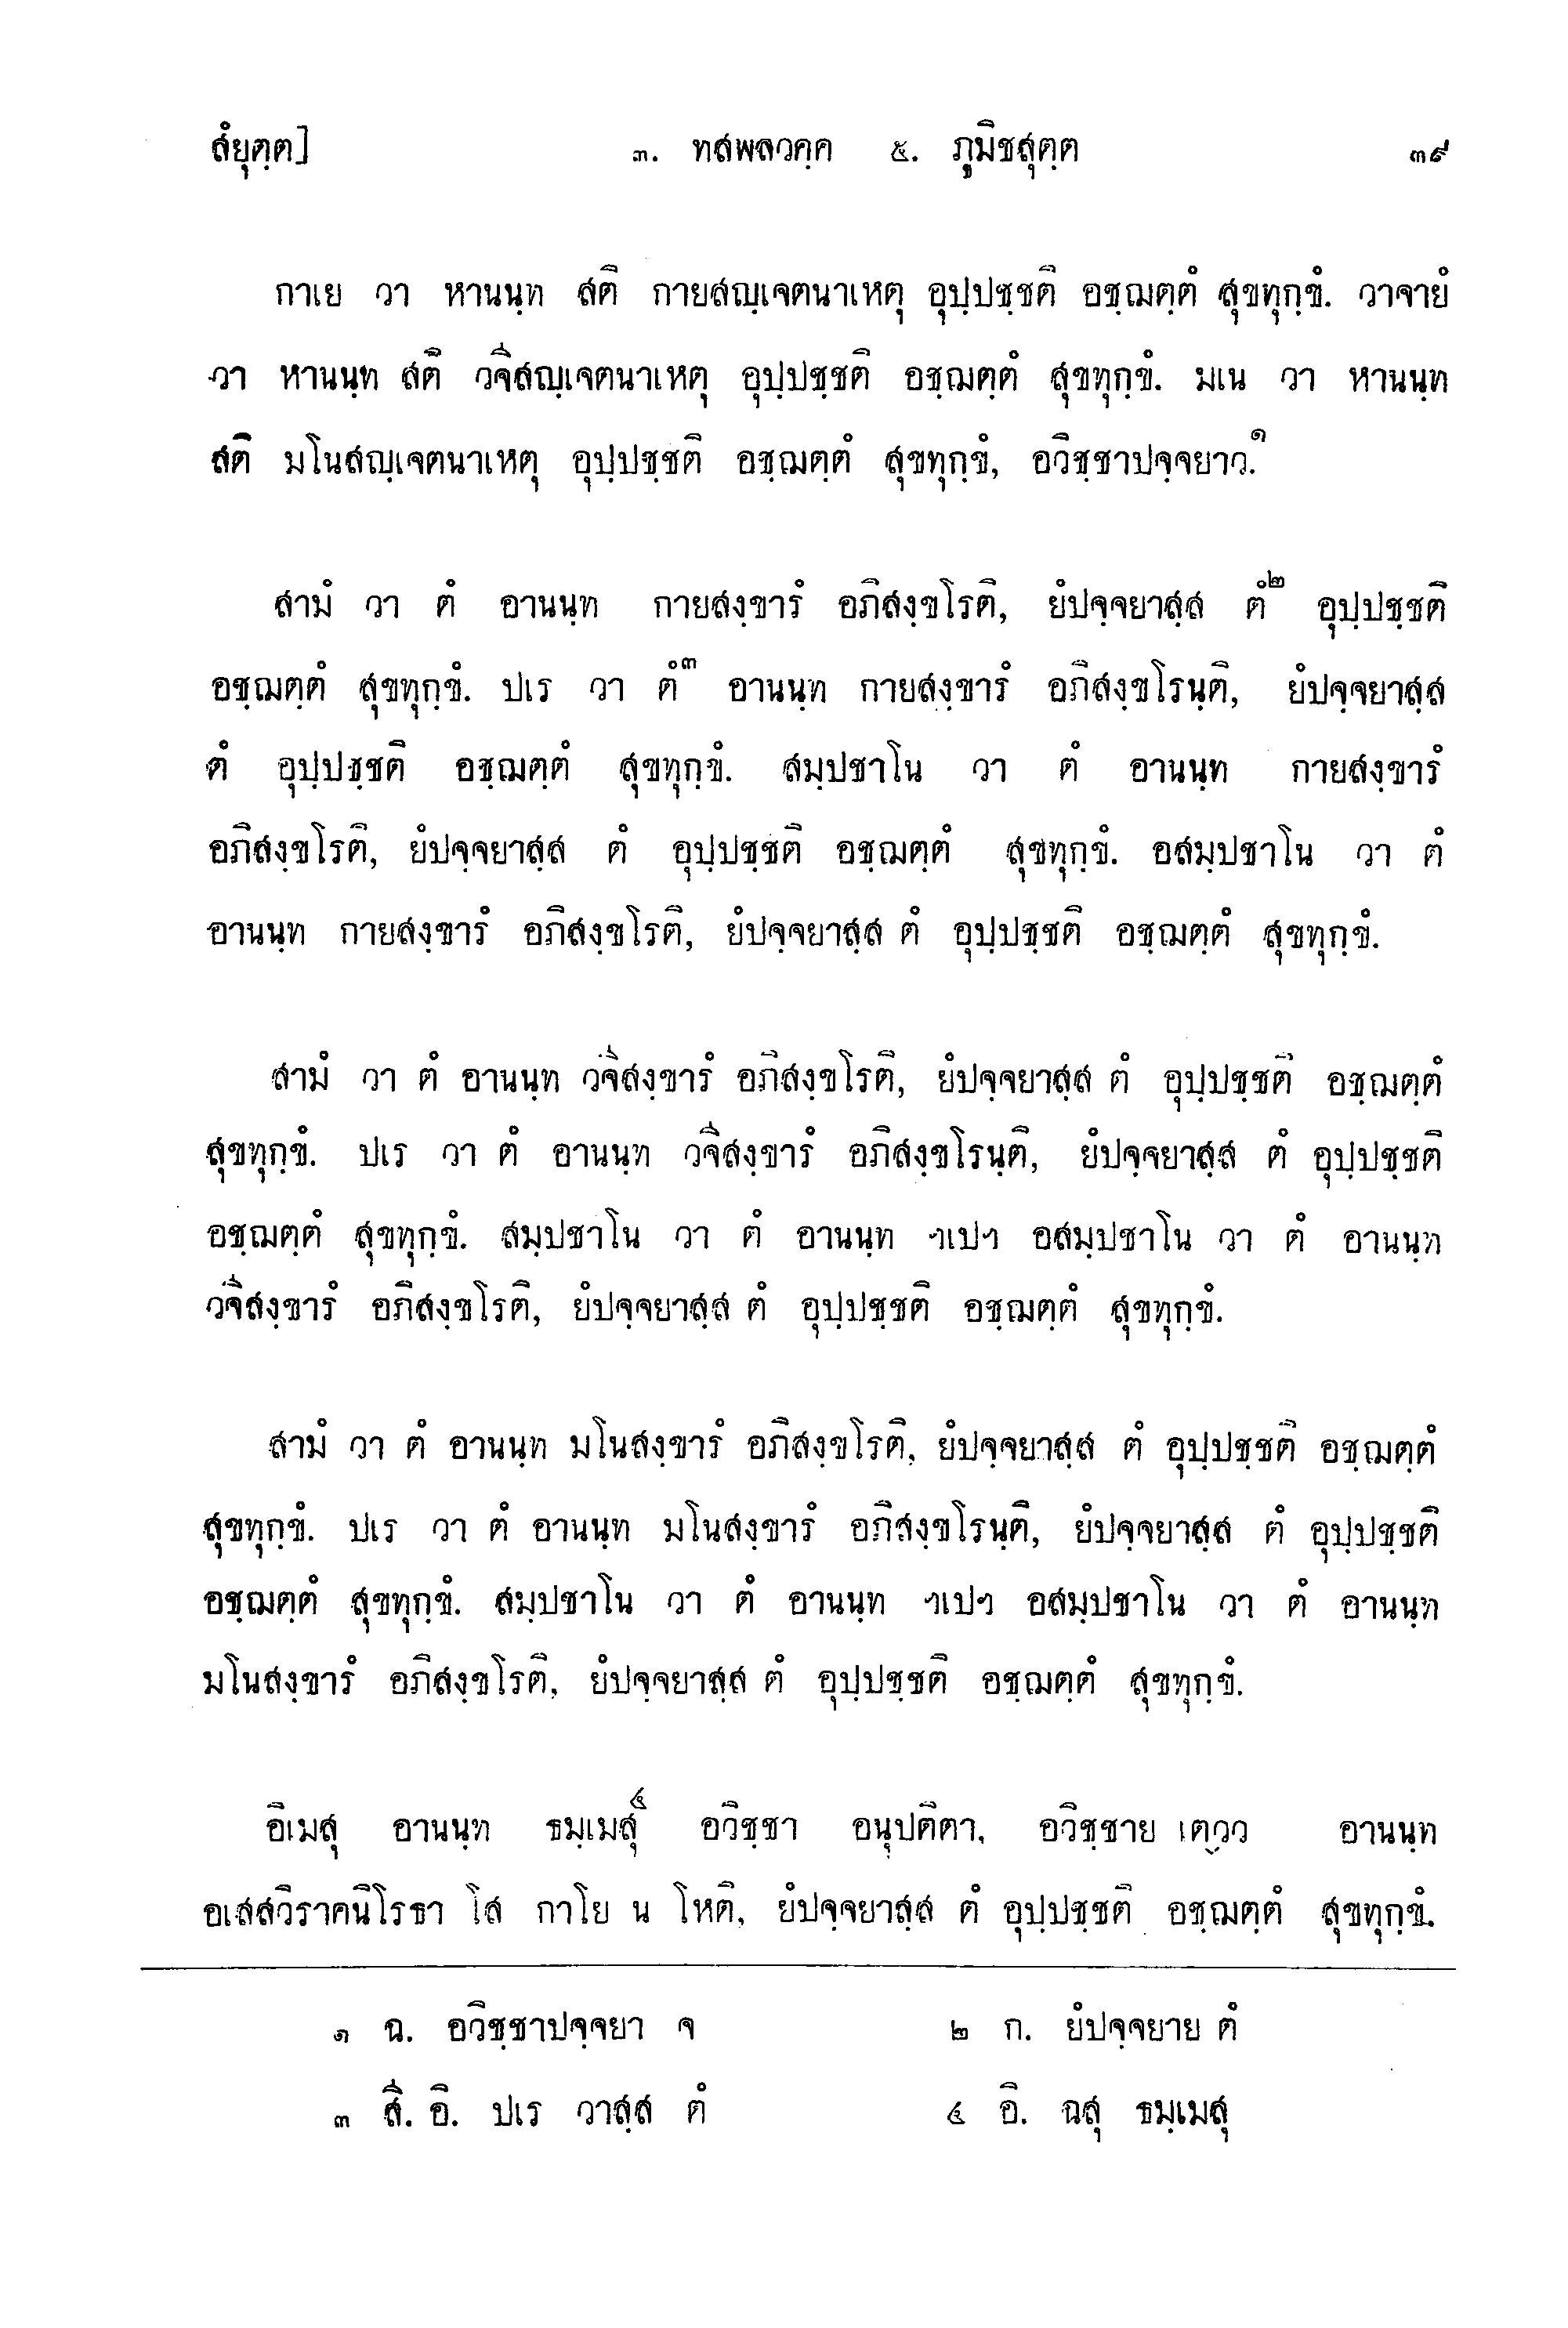 สํยุตฺต] ๓. ทสพลวคฺค ๕. ภูมิชสุตฺต ๓๙
กาเย วา หานนฺท สติ กายสญฺเจตนาเหตุ อุปฺปชฺชติ อชฺฌตฺตํ สุขทุกฺขํ. วาจายํ
วา หานนฺท สติ วจีสญฺเจตนาเหตุ อุปฺปชฺชติ อชฺฌตฺตํ สุขทุกฺขํ. มเน วา หานนฺท
สติ มโนสญฺเจตนาเหตุ อุปฺปชฺชติ อชฺฌตฺตํ สุขทุกฺขํ, อวิชฺชาปจฺจยาว.๑
สามํ วา ตํ อานนฺท กายสงฺขารํ อภิสงฺขโรติ, ยํปจฺจยาสฺส ตํ๒ อุปฺปชฺชติ
อชฺฌตฺตํ สุขทุกฺขํ. ปเร วา ตํ๓ อานนฺท กายสงฺขารํ อภิสงฺขโรนฺติ, ยํปจฺจยาสฺส
ตํ อุปฺปชฺชติ อชฺฌตฺตํ สุขทุกฺขํ. สมฺปชาโน วา ตํ อานนฺท กายสงฺขารํ
อภิสงฺขโรติ, ยํปจฺจยาสฺส ตํ อุปฺปชฺชติ อชฺฌตฺตํ สุขทุกฺขํ. อสมฺปชาโน วา ตํ
อานนฺท กายสงฺขารํ อภิสงฺขโรติ, ยํปจฺจยาสฺส ตํ อุปฺปชฺชติ อชฺฌตฺตํ สุขทุกฺขํ.
สามํ วา ตํ อานนฺท วจีสงฺขารํ อภิสงฺขโรติ, ยํปจฺจยาสฺส ตํ อุปฺปชฺชติ อชฺฌตฺตํ
สุขทุกฺขํ. ปเร วา ตํ อานนฺท วจีสงฺขารํ อภิสงฺขโรนฺติ, ยํปจฺจยาสฺส ตํ อุปฺปชฺชติ
อชฺฌตฺตํ สุขทุกฺขํ. สมฺปชาโน วา ตํ อานนฺท ฯเปฯ อสมฺปชาโน วา ตํ อานนฺท
วจีสงฺขารํ อภิสงฺขโรติ, ยํปจฺจยาสฺส ตํ อุปฺปชฺชติ อชฺฌตฺตํ สุขทุกฺขํ.
สามํ วา ตํ อานนฺท มโนสงฺขารํ อภิสงฺขโรติ, ยํปจฺจยาสฺส ตํ อุปฺปชฺชติ อชฺฌตฺตํ
สุขทุกฺขํ. ปเร วา ตํ อานนฺท มโนสงฺขารํ อภิสงฺขโรนฺติ, ยํปจฺจยาสฺส ตํ อุปฺปชฺชติ
อชฺฌตฺตํ สุขทุกฺขํ. สมฺปชาโน วา ตํ อานนฺท ฯเปฯ อสมฺปชาโน วา ตํ อานนฺท
มโนสงฺขารํ อภิสงฺขโรติ, ยํปจฺจยาสฺส ตํ อุปฺปชฺชติ อชฺฌตฺตํ สุขทุกฺขํ.
อิเมสุ อานนฺท ธมฺเมสุ๔ อวิชฺชา อนุปติตา, อวิชฺชาย เตฺวว อานนฺท
อเสสวิราคนิโรธา โส กาโย น โหติ, ยํปจฺจยาสฺส ตํ อุปฺปชฺชติ อชฺฌตฺตํ สุขทุกฺขํ.
๑ ฉ. อวิชฺชาปจฺจยา จ ๒ ก. ยํปจฺจยาย ตํ
๓ สี. อิ. ปเร วาสฺส ตํ ๔ อิ. ฉสุ ธมฺเมสุ